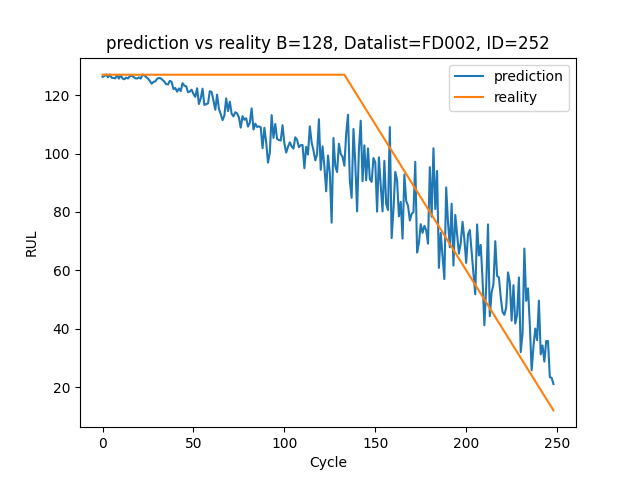 prediction vs reality B=128, Datalist=FD002, ID=252
prediction
reality
120
100
80
60
40
20
RUL
0 50 100 150 200 250
Cycle